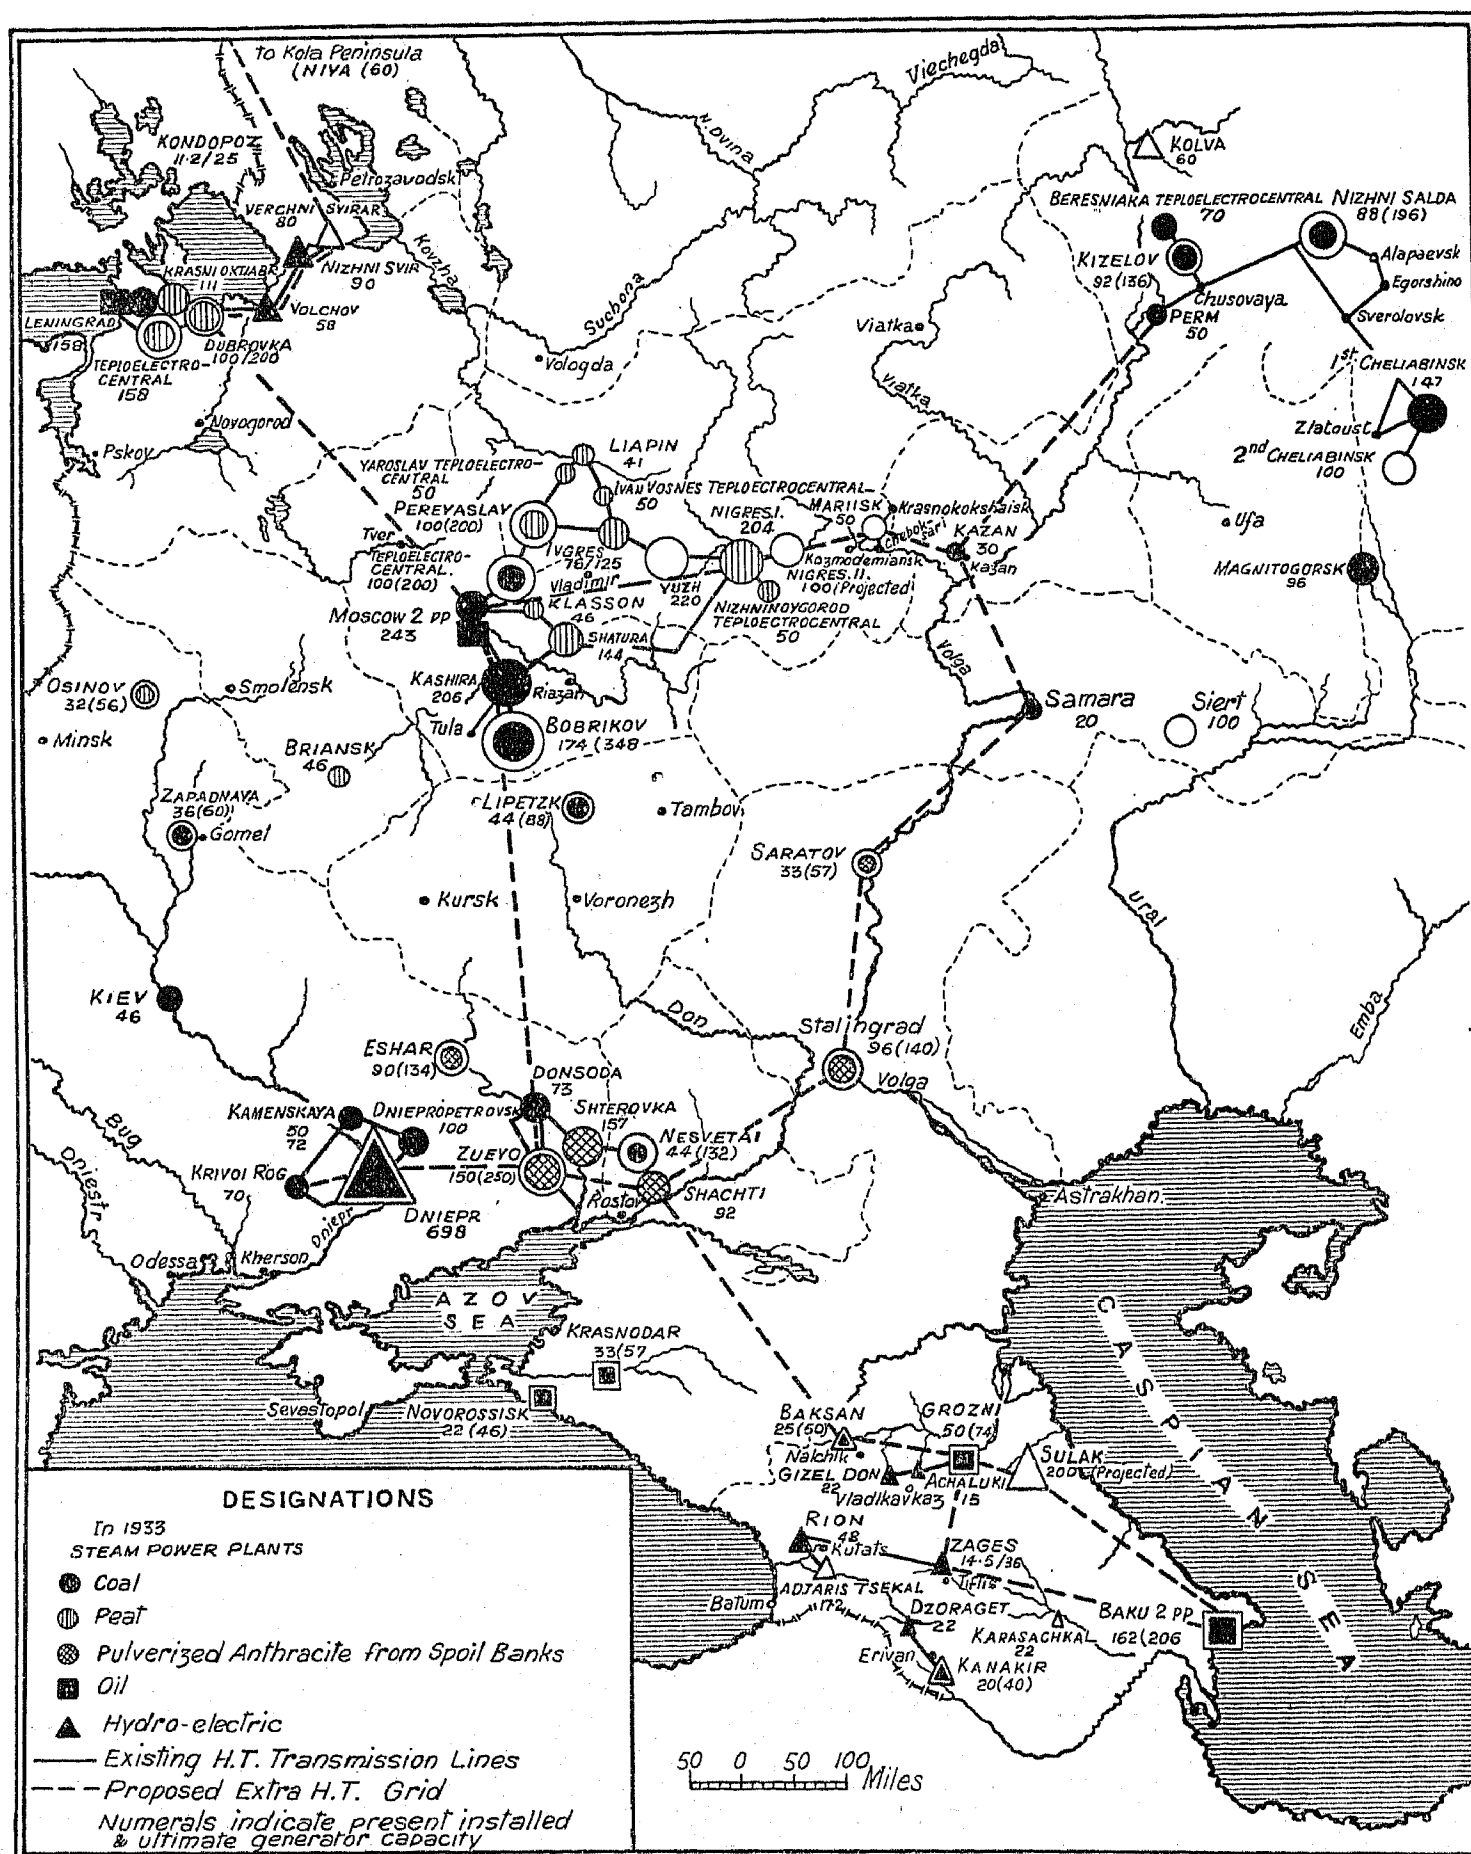 to Kola Peninsula
(NIVA (60)
Viechegda
N. Dvina
KONDOPOZ
11·2/25
Petrozavodsk
KOLVA
60
VERCHNI SVIRAR
80
BERESNIAKA TEPLOELECTROCENTRAL
70
NIZHNI SALDA
88(196)
Kovzha
Suchona
KRASNI OKTIABR
111
NIZHNI SVIR
90
KIZELOV
92(136)
Alapaevsk
Egorshino
Chusovaya
VOLCHOV
58
LENINGRAD
158
DUBROVKA
100/200
TEPLOELECTRO-
CENTRAL
158
Viatka
PERM
50
Sverolovsk
Vologda
1st CHELIABINSK
147
Viatka
Novogorod
Zlatoust
Pskov
2nd CHELIABINSK
100
LIAPIN
41
YAROSLAV TEPLOELECTRO-
CENTRAL
50
IVAN VOSNES TEPLOECTROCENTRAL
50
PEREYASLAV
100(200)
NIGRES.I.
204
MARIISK
50
Krasnokokshaisk
Chebok-
sari
KAZAN
30
Kazan
Ufa
Tver
TEPLOELECTRO-
CENTRAL
100(200)
IVGRES
76/125
Vladimir
YUZH
220
Kozmodemiansk
NIGRES.II.
100(Projected)
MAGNITOGORSK
96
MOSCOW 2 PP
243
KLASSON
46
NIZHNINOYGOROD
TEPLOECTROCENTRAL
50
SHATURA
144
Volga
KASHIRA
206
Riazan
OSINOV
32(56)
Smolensk
Samara
20
Siert
100
Tula
BOBRIKOV
174(348
Minsk
BRIANSK
46
ZAPADNAYA
36(60)
Gomel
LIPETZK
44(88)
Tambov
SARATOV
33(57)
Kursk
Voronezh
Ural
KIEV
46
Don
Emba
Stalingrad
96(140)
ESHAR
90(134)
Volga
DONSODA
73
KAMENSKAYA
50
72
DNIEPROPETROVSK
100
SHTEROVKA
157
NESVETAI
44(132)
Bug
ZUEVO
150(250)
KRIVOI ROG
70
Dniestr
Rostov
SHACHTI
92
Astrakhan
DNIEPR
698
Dniepr
Odessa
Kherson
AZOV
SEA
CASPIAN
SEA
KRASNODAR
33(57
Sevastopol
NOVOROSSISK
22(46)
BAKSAN
25(50)
GROZNI
50(74)
Nalchik
SULAK
200(Projected)
GIZEL DON
22
ACHALUKI
15
Vladikavkaz
RION
48
Kutats
ZAGES
14·5/36
Tiflis
ADJARIS TSEKAL
17·2
Batum
DZORAGET
22
KARASACHKAL
22
BAKU 2 PP
162(206
Erivan
KANAKIR
20(40)
DESIGNATIONS
In 1933
STEAM POWER PLANTS
Coal
Peat
Pulverized Anthracite from Spoil Banks
Oil
Hydro-electric
Existing H.T. Transmission Lines
Proposed Extra H.T. Grid
Numerals indicate present installed
& ultimate generator capacity
50 0 50 100 Miles